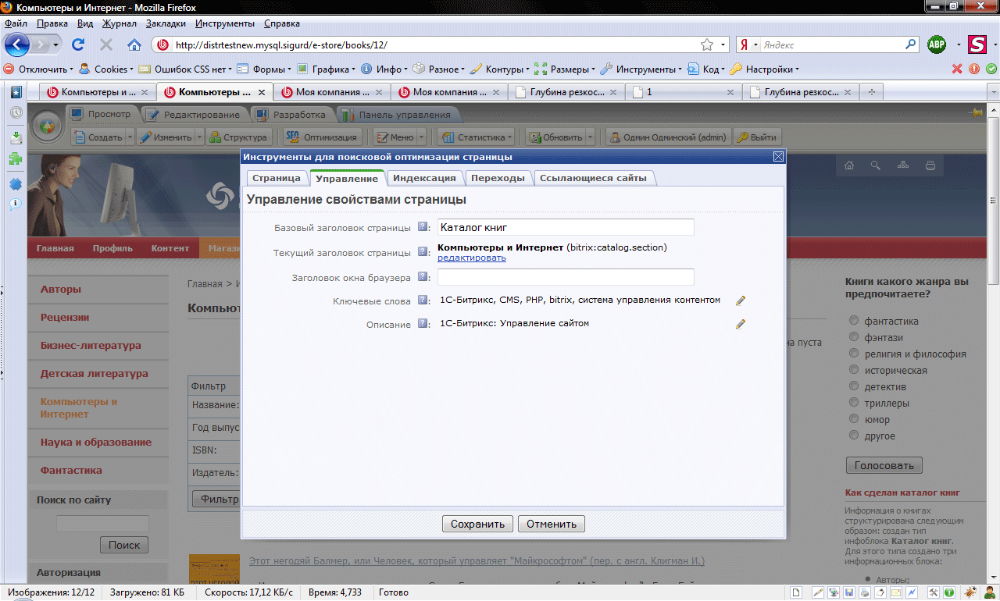 Компьютеры и Интернет - Mozilla Firefox
Файл Правка Вид Журнал Закладки Инструменты Справка
http://distrtestnew.mysql.sigurd/e-store/books/12/ Я Яndex ABP S
Отключить Cookies Ошибок CSS нет Формы Графика Инфо Разное Контуры Размеры Инструменты Код Настройки
Компьютеры и ... Компьютеры ... Моя компания ... Моя компания ... Глубина резкос... 1 Глубина резкос...
Просмотр Редактирование Разработка Панель управления
Создать Изменить Структура SEO Оптимизация Меню Статистика Обновить Одмин Одминский (admin) Выйти
Инструменты для поисковой оптимизации страницы
Страница Управление Индексация Переходы Ссылающиеся сайты
Управление свойствами страницы
Базовый заголовок страницы ?: Каталог книг
Текущий заголовок страницы ?: Компьютеры и Интернет (bitrix:catalog.section)
редактировать
Заголовок окна браузера ?:
Ключевые слова ?: 1С-Битрикс, CMS, PHP, bitrix, система управления контентом
Описание ?: 1С-Битрикс: Управление сайтом
Сохранить Отменить
Главная Профиль Контент Магази
Авторы
Рецензии
Бизнес-литература
Детская литература
Компьютеры и
Интернет
Наука и образование
Фантастика
Поиск по сайту
Поиск
Авторизация
Главная > И
Компьют
на пуста
Фильтр
Название:
Год выпус
ISBN:
Издатель:
Фильтр
Этот негодяй Балмер, или Человек, который управляет "Майкрософтом" (пер. с англ. Клигман И.)
Книги какого жанра вы
предпочитаете?
фантастика
фэнтази
религия и философия
историческая
детектив
триллеры
юмор
другое
Голосовать
Как сделан каталог книг
Информация о книгах
структурирована следующим
образом: создан тип
инфоблока Каталог книг.
Для этого типа создано три
информационных блока:
Авторы;
Изображения: 12/12 Загружено: 81 КБ Скорость: 17,12 КБ/с Время: 4,733 Готово